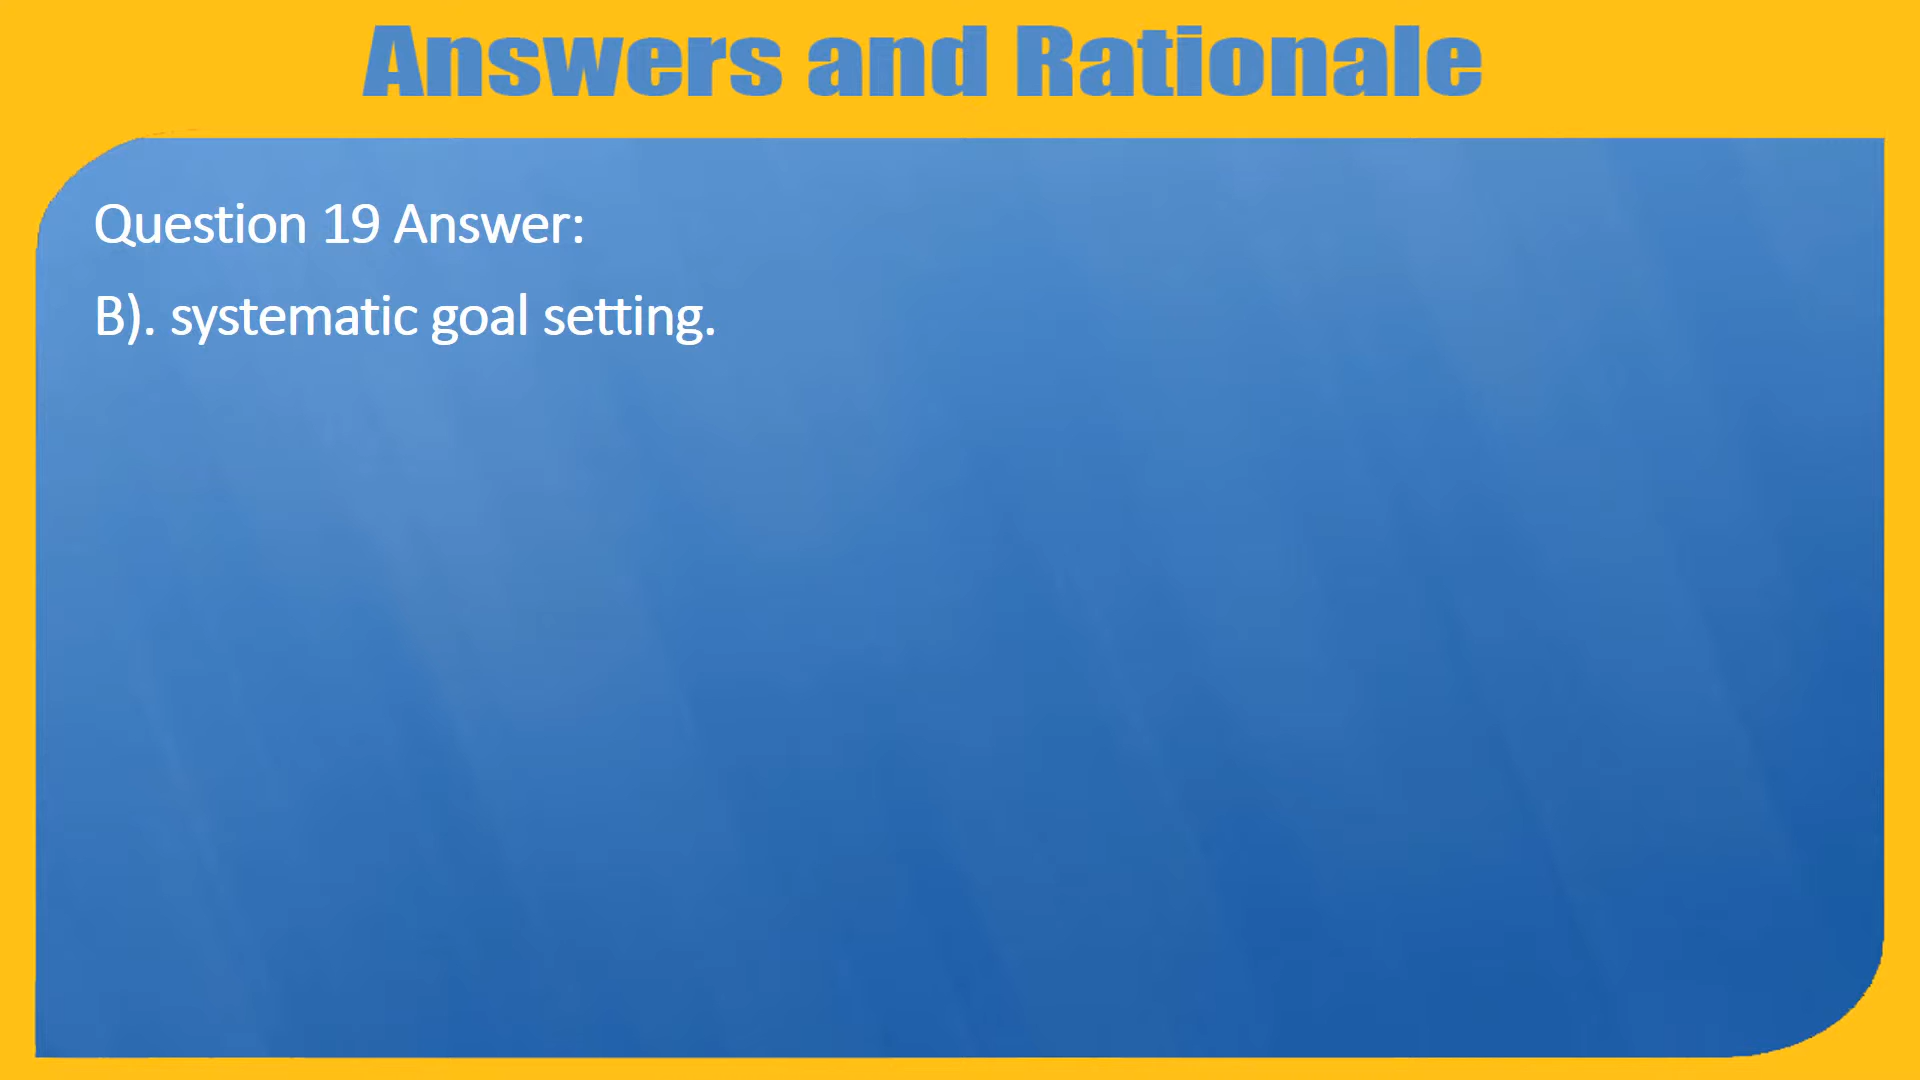 Answers and Rationale
Question 19 Answer:
B). systematic goal setting.